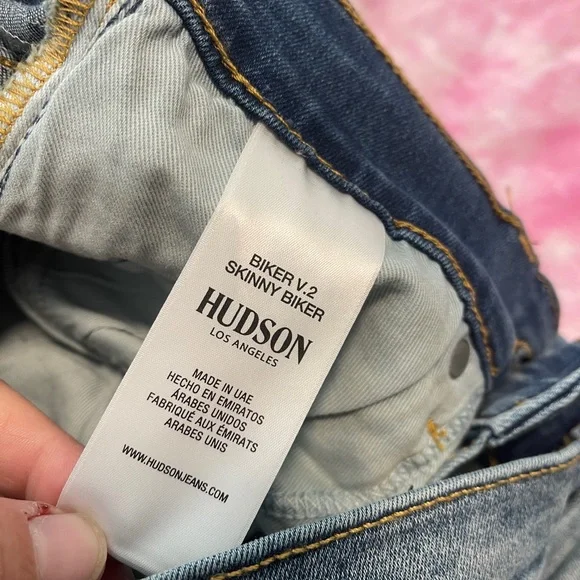 BIKER V.2
SKINNY BIKER
HUDSON
LOS ANGELES
MADE IN UAE
HECHO EN EMIRATOS
ÁRABES UNIDOS
FABRIQUÉ AUX ÉMIRATS
ARABES UNIS
WWW.HUDSONJEANS.COM